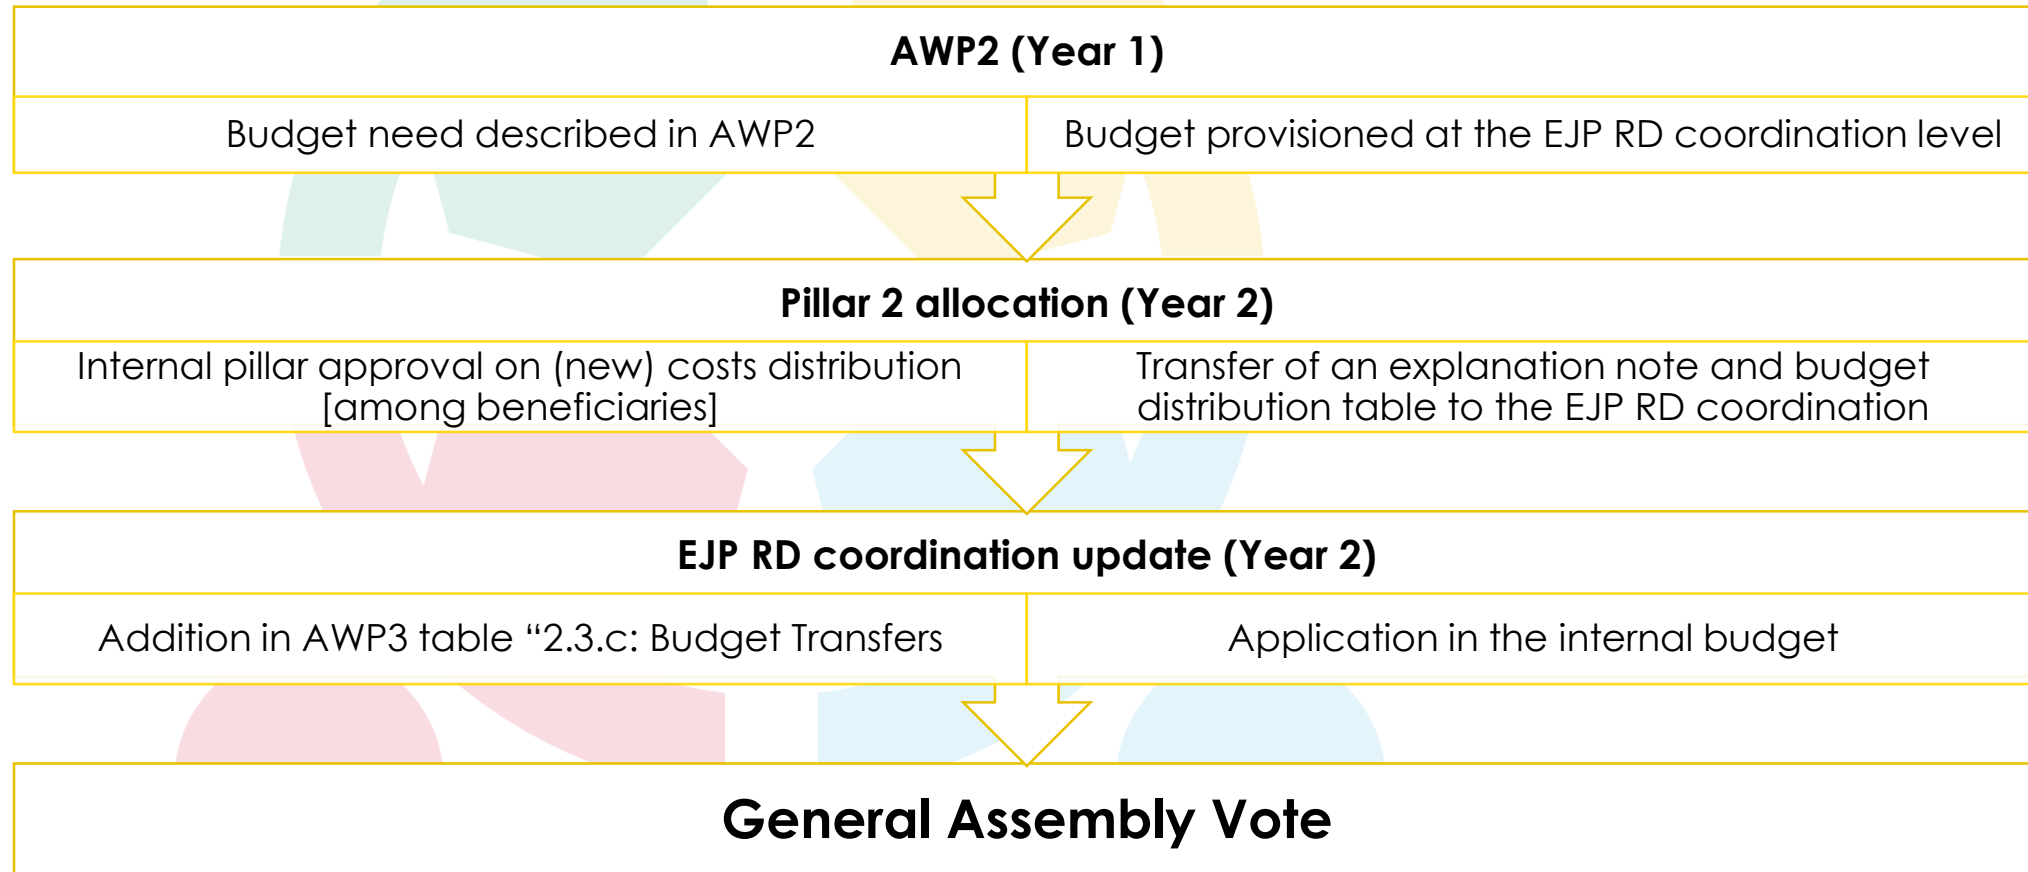 AWP2 (Year 1)
Budget need described in AWP2
Budget provisioned at the EJP RD coordination level
Pillar 2 allocation (Year 2)
Internal pillar approval on (new) costs distribution
[among beneficiaries]
Transfer of an explanation note and budget
distribution table to the EJP RD coordination
EJP RD coordination update (Year 2)
Addition in AWP3 table “2.3.c: Budget Transfers
Application in the internal budget
General Assembly Vote